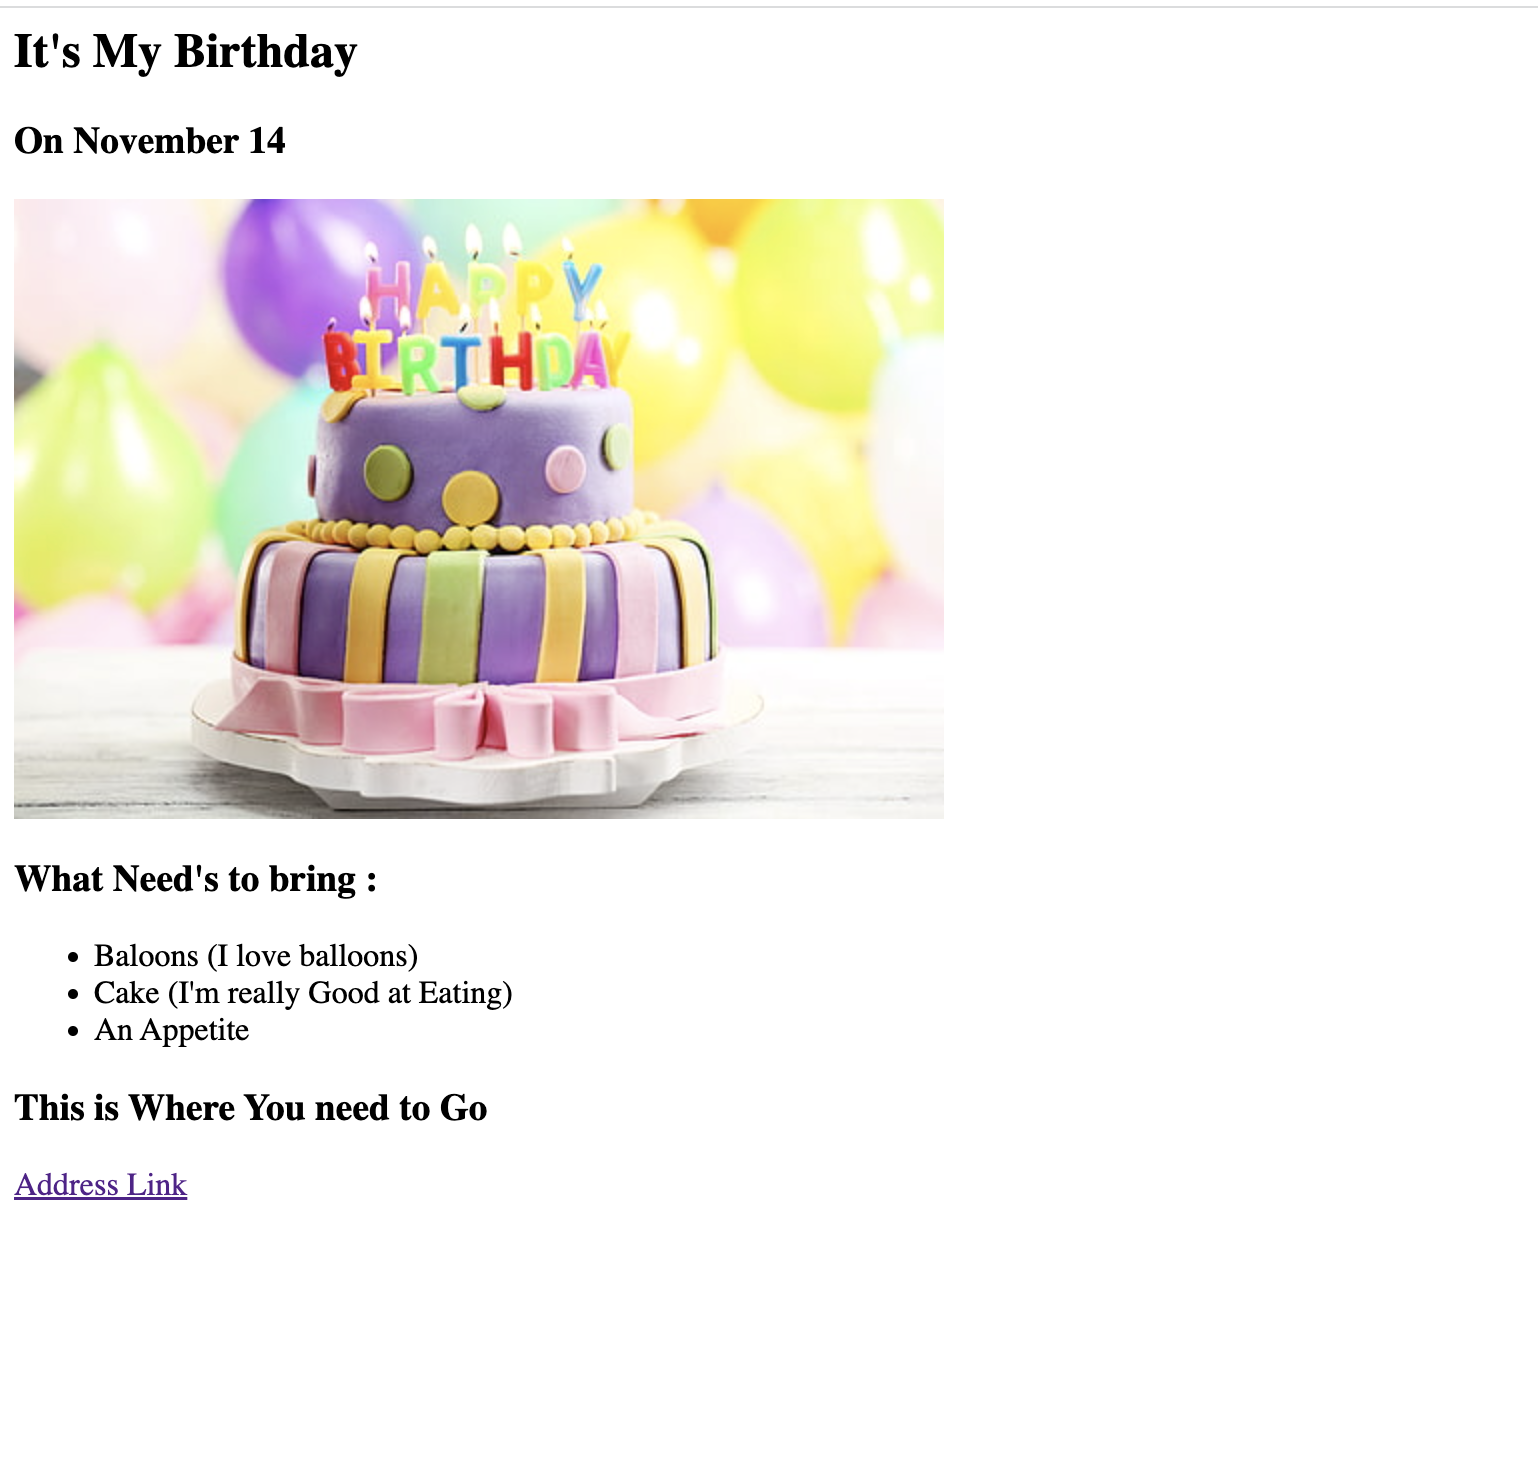 It's My Birthday
On November 14
HAPPY
BIRTHDAY
What Need's to bring :
Baloons (I love balloons)
Cake (I'm really Good at Eating)
An Appetite
This is Where You need to Go
Address Link